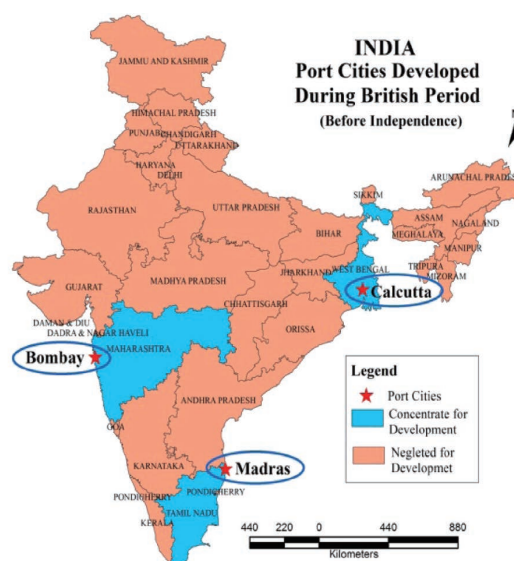 INDIA
Port Cities Developed
During British Period
(Before Independence)
N
JAMMU AND KASHMIR
HIMACHAL PRADESH
PUNJAB
CHANDIGARH
UTTARAKHAND
HARYANA
DELHI
ARUNACHAL PRADES
SIKKIM
RAJASTHAN
UTTAR PRADESH
ASSAM
NAGALAND
BIHAR
MEGHALAYA
MANIPUR
TRIPURA
MIZORAM
JHARKHAND
WEST BENGAL
GUJARAT
MADHYA PRADESH
Calcutta
CHHATTISGARH
DAMAN & DIU
DADRA & NAGAR HAVELI
ORISSA
Bombay
MAHARASHTRA
Legend
Port Cities
Concentrate for
Development
Negleted for
Developmet
ANDHRA PRADESH
GOA
KARNATAKA
Madras
PONDICHERRY
PONDICHERRY
TAMIL NADU
KERALA
440 220 0 440 880
Kilometers